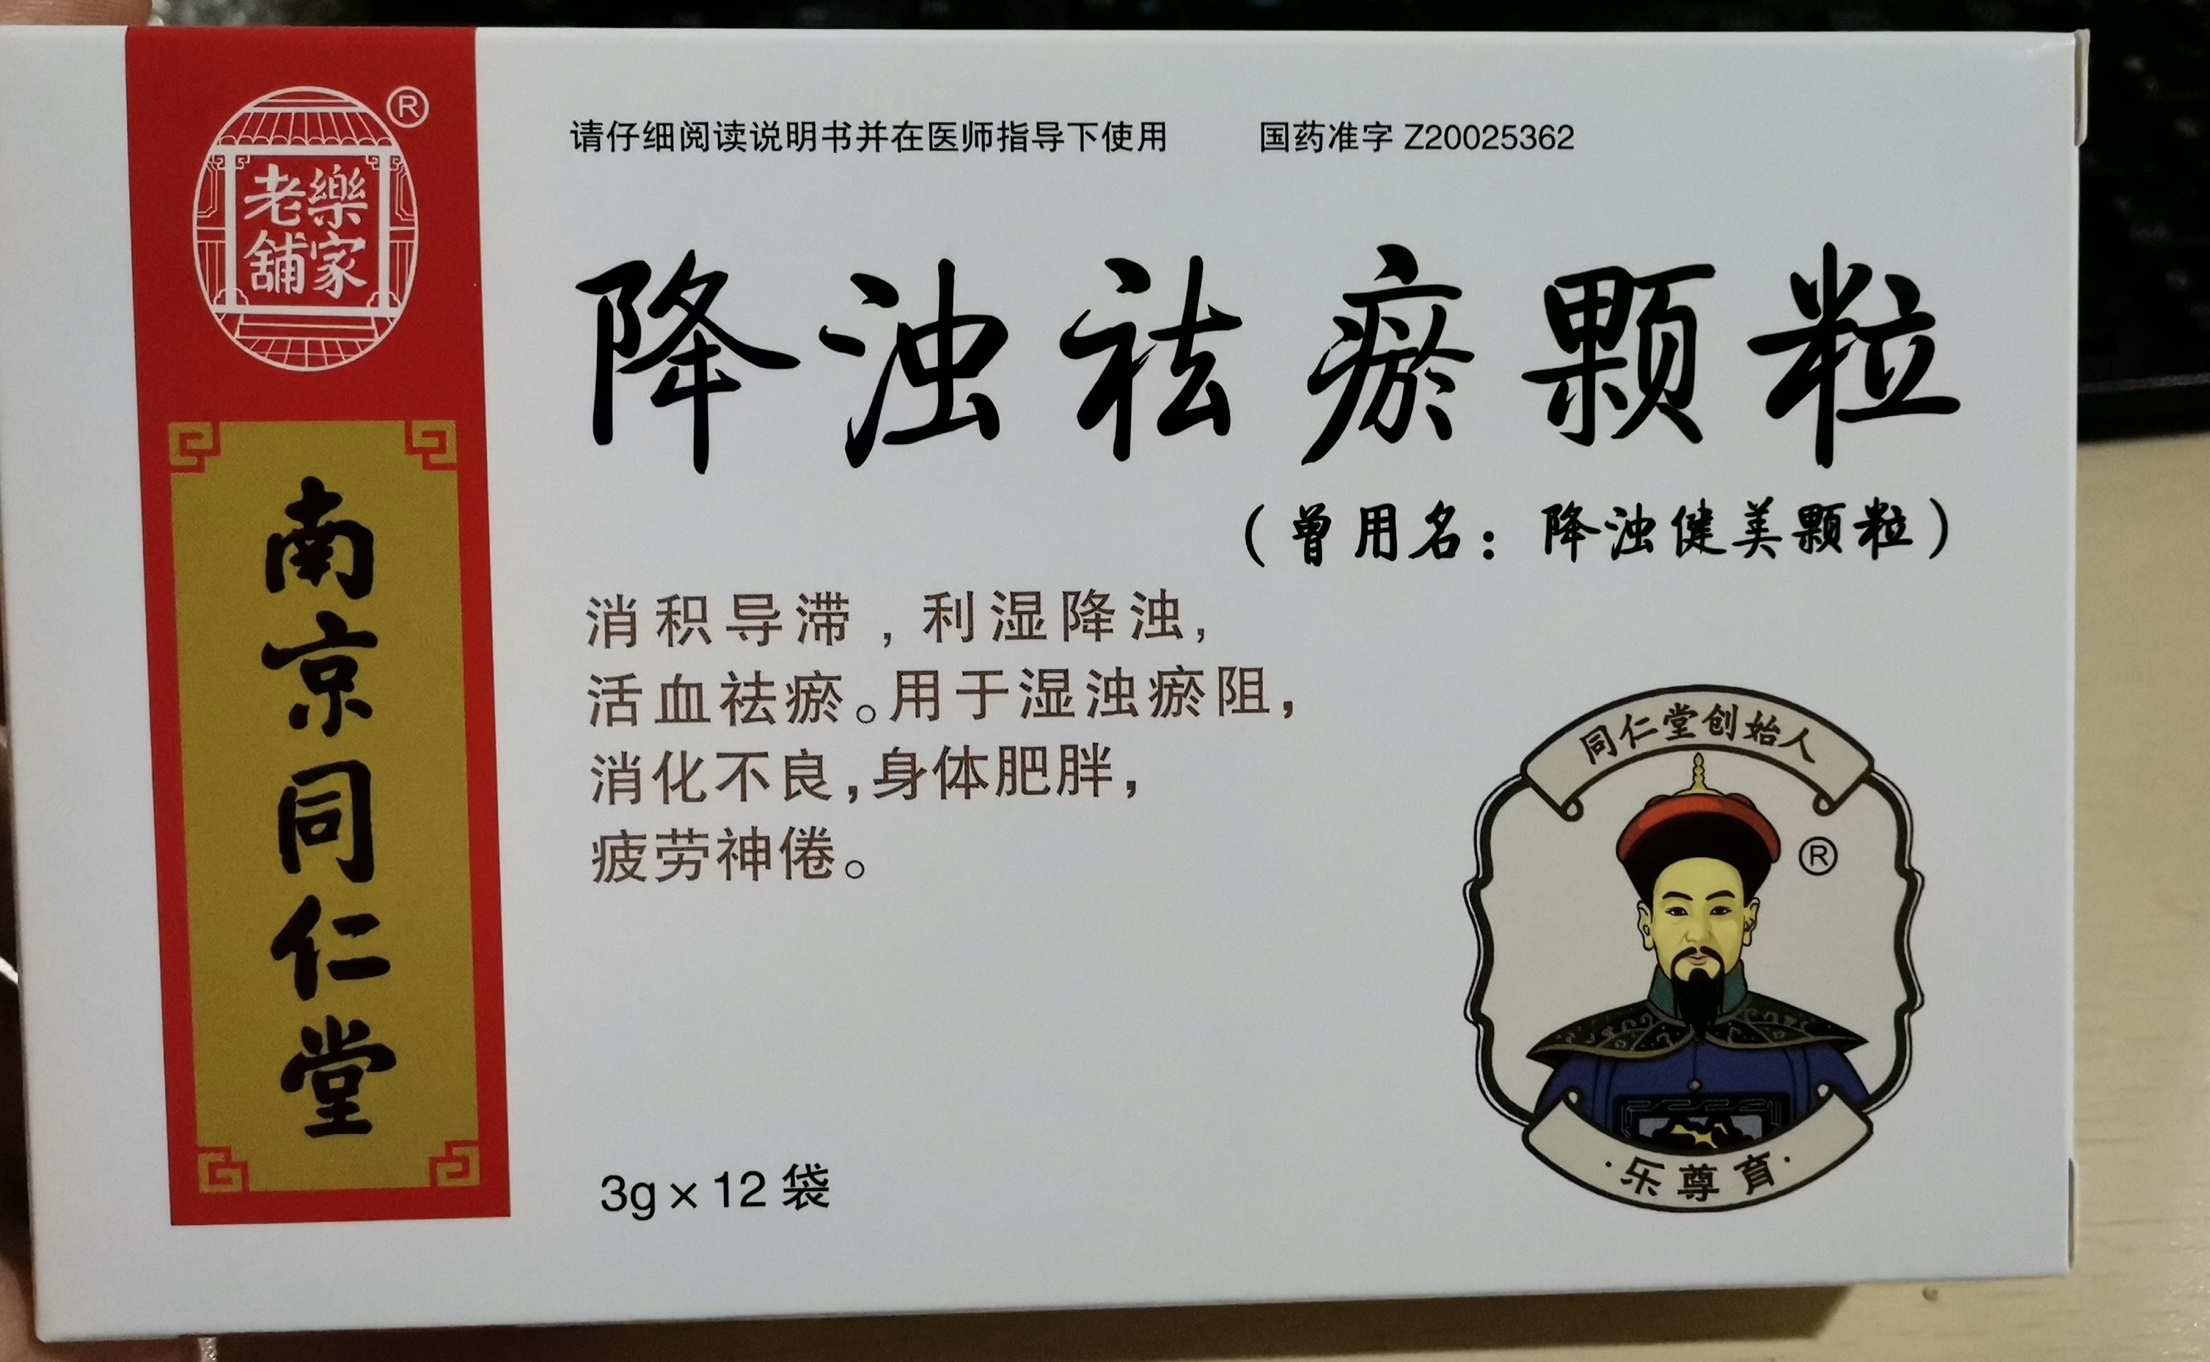 樂家
老舖
®
南京同仁堂
请仔细阅读说明书并在医师指导下使用 国药准字 Z20025362
降浊祛瘀颗粒
（曾用名：降浊健美颗粒）
消积导滞，利湿降浊，
活血祛瘀。用于湿浊瘀阻，
消化不良，身体肥胖，
疲劳神倦。
3g×12 袋
同仁堂创始人
®
·乐尊育·